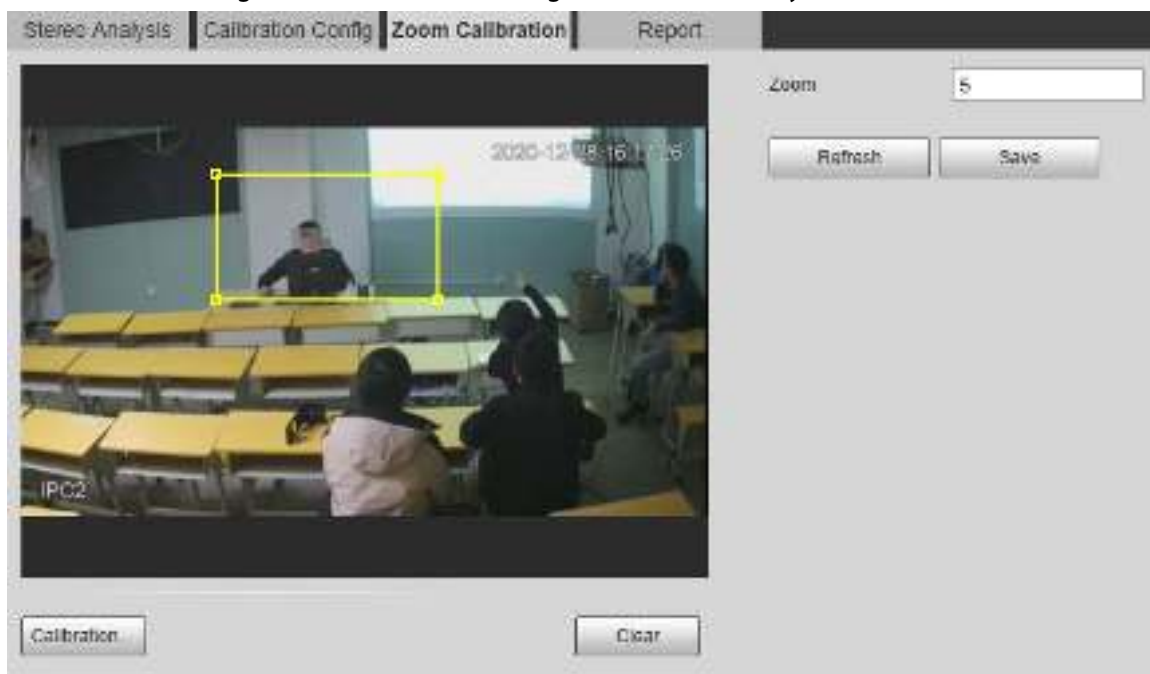 Stereo Analysis Calibration Config Zoom Calibration Report
Zoom 5
Refresh Save
IPC2
Calibration Clear